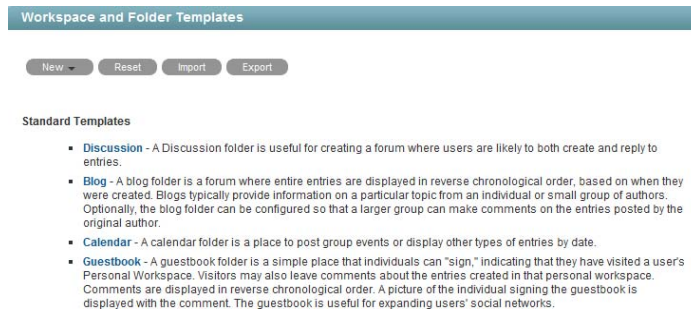 Workspace and Folder Templates
New
Reset
Import
Export
Standard Templates
Discussion - A Discussion folder is useful for creating a forum where users are likely to both create and reply to
entries.
Blog - A blog folder is a forum where entire entries are displayed in reverse chronological order, based on when they
were created. Blogs typically provide information on a particular topic from an individual or small group of authors.
Optionally, the blog folder can be configured so that a larger group can make comments on the entries posted by the
original author.
Calendar - A calendar folder is a place to post group events or display other types of entries by date.
Guestbook - A guestbook folder is a simple place that individuals can "sign," indicating that they have visited a user's
Personal Workspace. Visitors may also leave comments about the entries created in that personal workspace.
Comments are displayed in reverse chronological order. A picture of the individual signing the guestbook is
displayed with the comment. The guestbook is useful for expanding users' social networks.